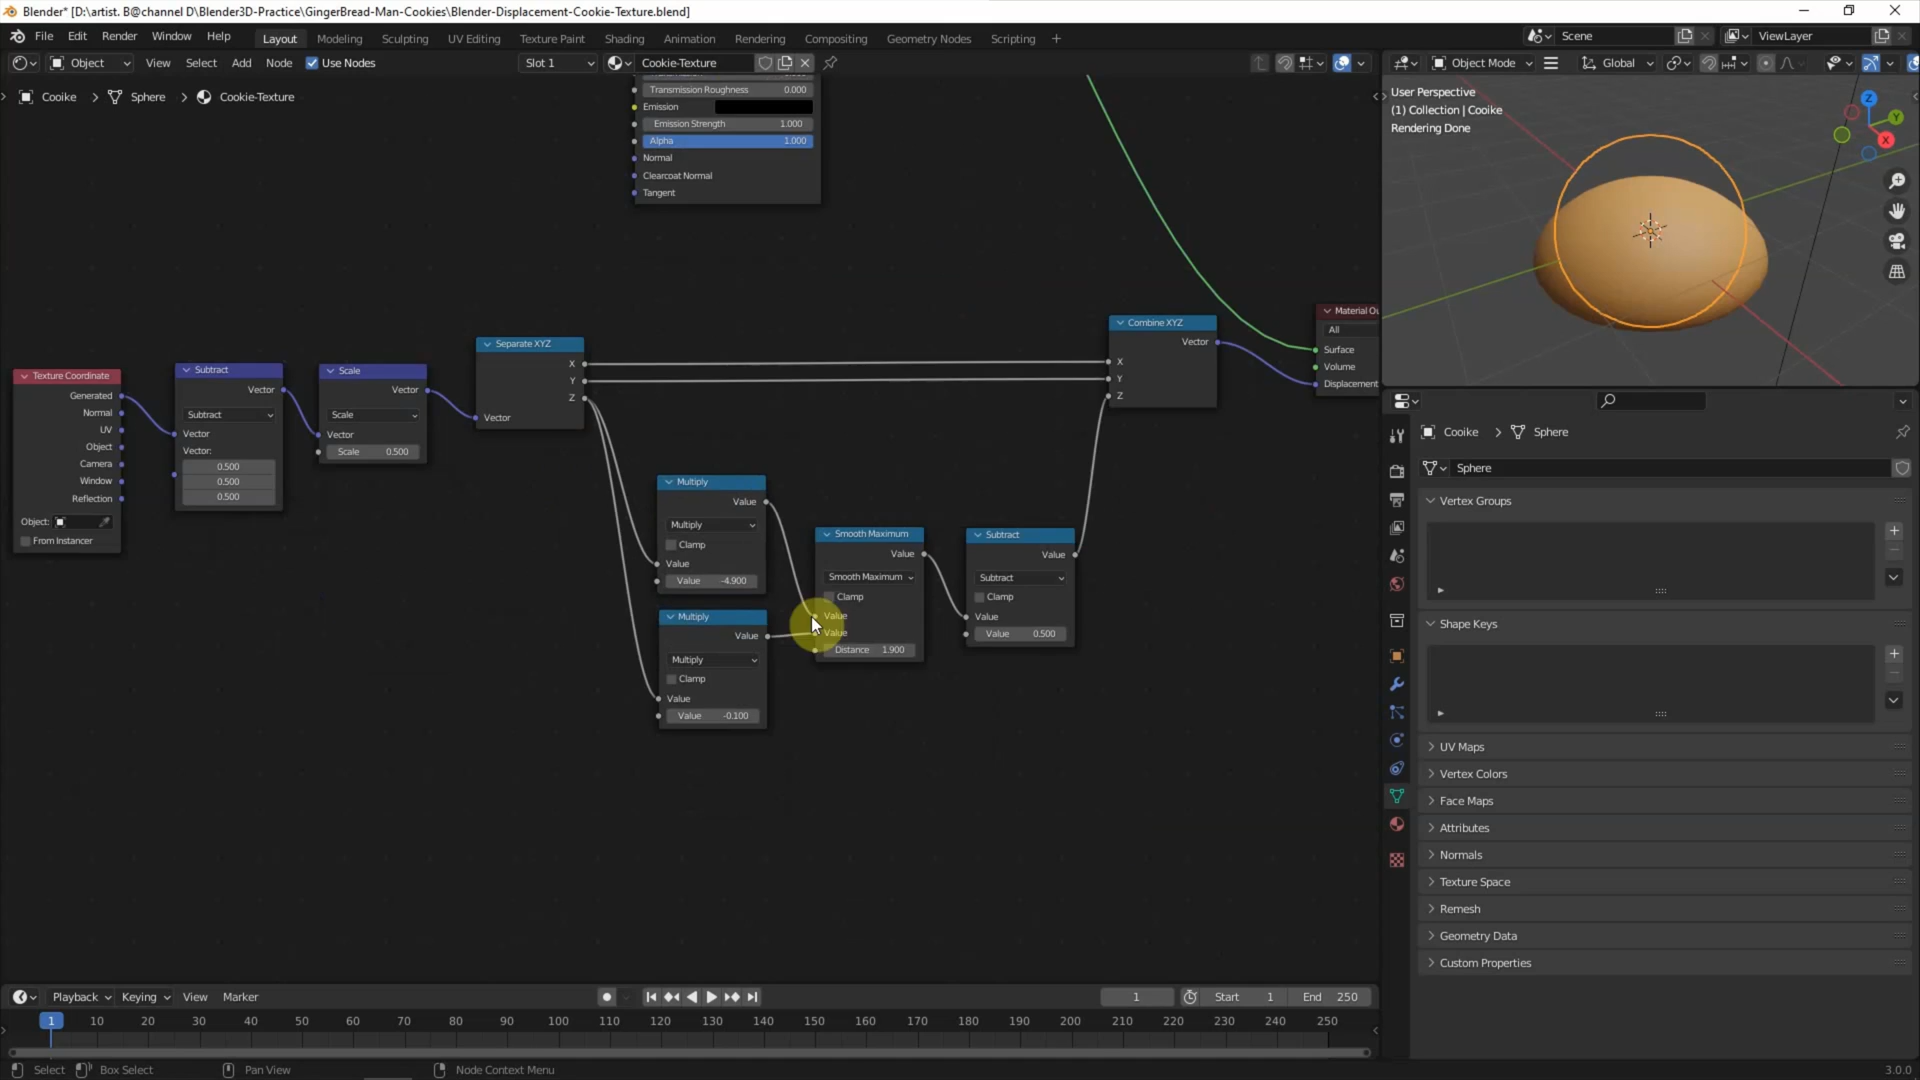 Blender* [D:\artist. B@channel D\Blender3D-Practice\GingerBread-Man-Cookies\Blender-Displacement-Cookie-Texture.blend]
File Edit Render Window Help Layout Modeling Sculpting UV Editing Texture Paint Shading Animation Rendering Compositing Geometry Nodes Scripting + Scene ViewLayer
Object View Select Add Node Use Nodes Slot 1 Cookie-Texture Object Mode Global
Cooike > Sphere > Cookie-Texture
User Perspective
(1) Collection | Cooike
Rendering Done
Z
Y
X
Transmission Roughness 0.000
Emission
Emission Strength 1.000
Alpha 1.000
Normal
Clearcoat Normal
Tangent
Texture Coordinate
Generated
Normal
UV
Object
Camera
Window
Reflection
Object:
From Instancer
Subtract
Vector
Subtract
Vector
Vector:
0.500
0.500
0.500
Scale
Vector
Scale
Vector
Scale 0.500
Separate XYZ
X
Y
Z
Vector
Multiply
Value
Multiply
Clamp
Value
Value -4.900
Multiply
Value
Multiply
Clamp
Value
Value -0.100
Smooth Maximum
Value
Smooth Maximum
Clamp
Value
Value
Distance 1.900
Subtract
Value
Subtract
Clamp
Value
Value 0.500
Combine XYZ
Vector
X
Y
Z
Material Ou
All
Surface
Volume
Displacement
Cooike > Sphere
Sphere
Vertex Groups
Shape Keys
UV Maps
Vertex Colors
Face Maps
Attributes
Normals
Texture Space
Remesh
Geometry Data
Custom Properties
Playback Keying View Marker 1 Start 1 End 250
1 10 20 30 40 50 60 70 80 90 100 110 120 130 140 150 160 170 180 190 200 210 220 230 240 250
Select Box Select Pan View Node Context Menu 3.0.0